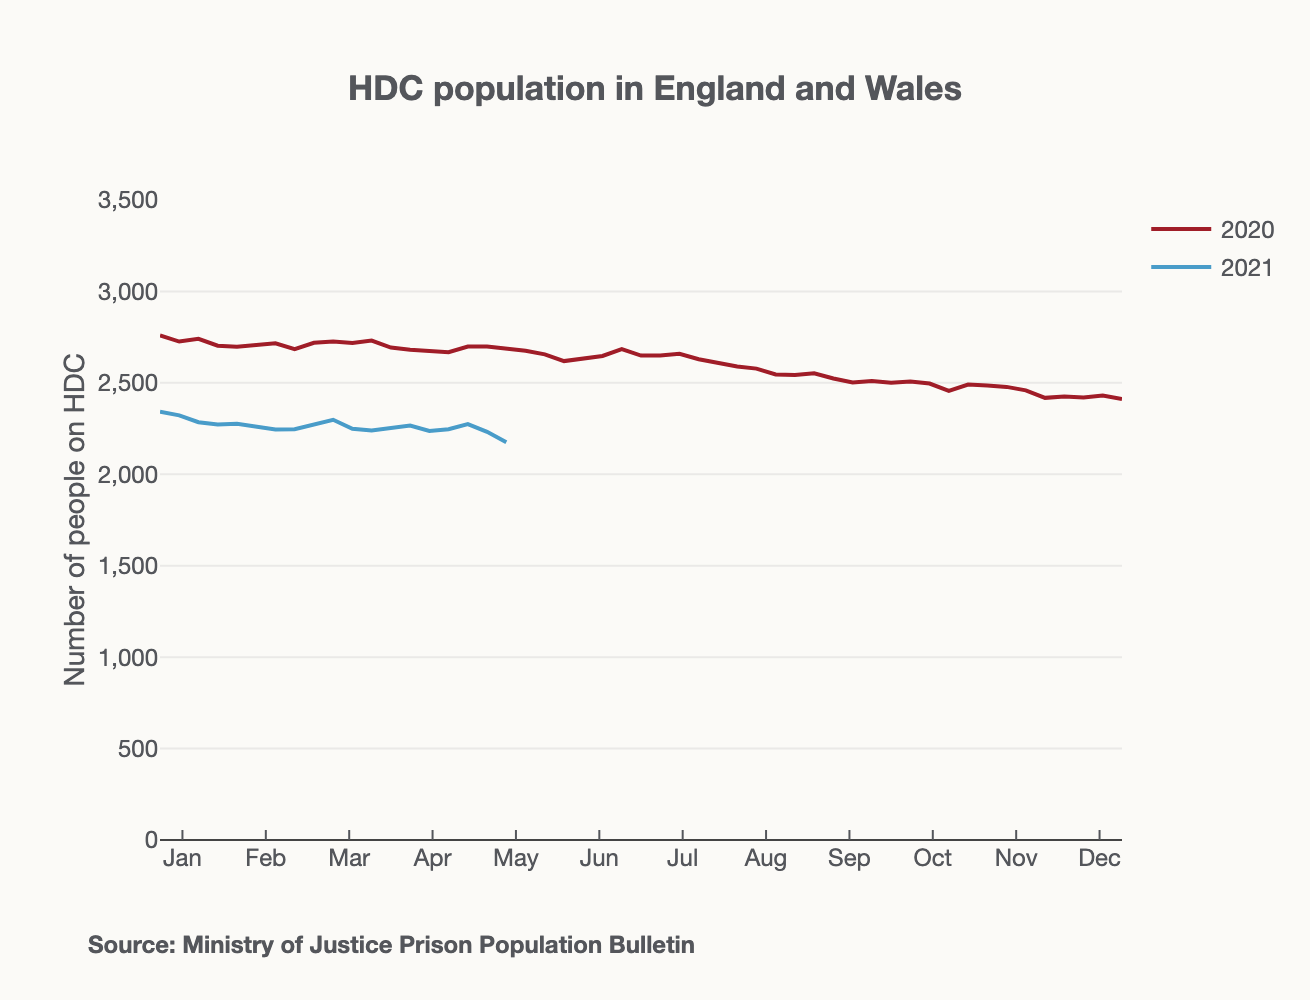 HDC population in England and Wales
3,500
3,000
2,500
2,000
1,500
1,000
500
0
Number of people on HDC
Jan Feb Mar Apr May Jun Jul Aug Sep Oct Nov Dec
2020
2021
Source: Ministry of Justice Prison Population Bulletin